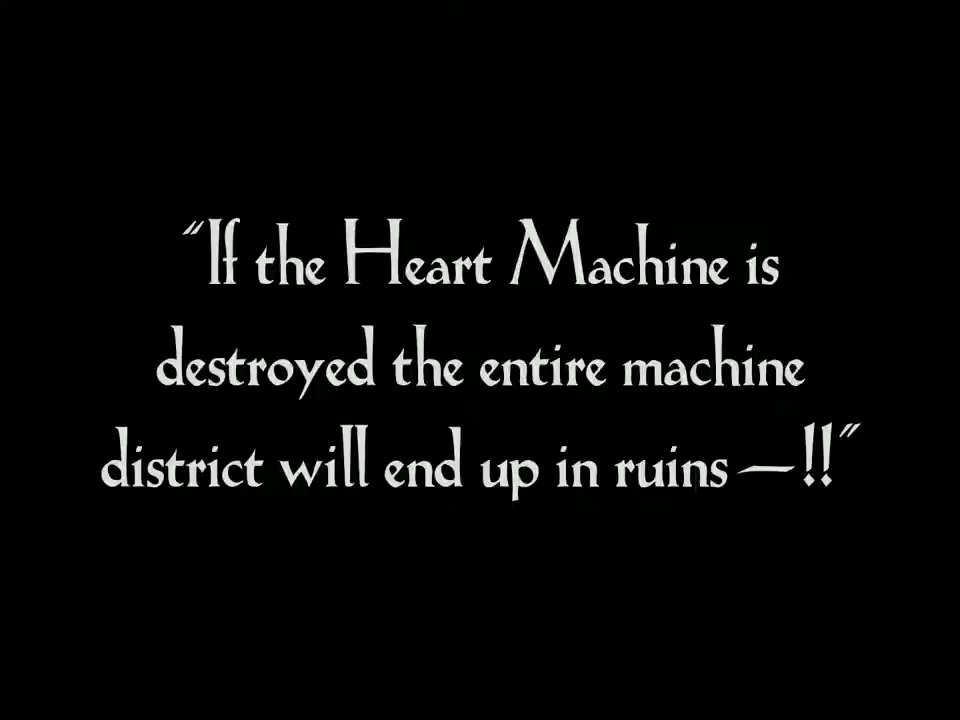 "If the Heart Machine is
destroyed the entire machine
district will end up in ruins—!!"